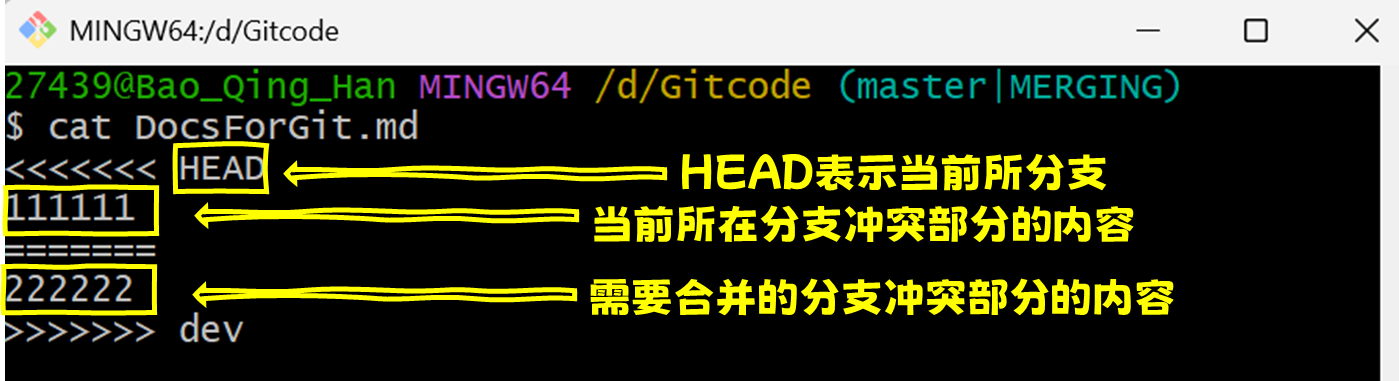 MINGW64:/d/Gitcode
27439@Bao_Qing_Han MINGW64 /d/Gitcode (master|MERGING)
$ cat DocsForGit.md
<<<<<<< HEAD HEAD表示当前所分支
111111 当前所在分支冲突部分的内容
=======
222222 需要合并的分支冲突部分的内容
>>>>>>> dev